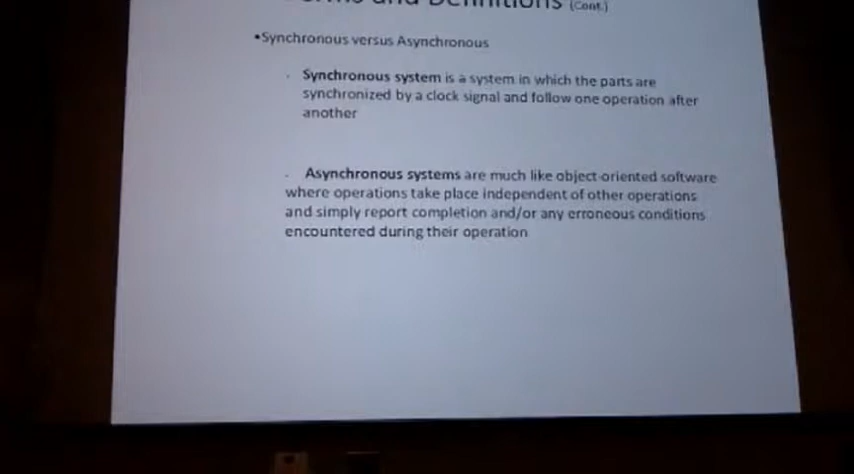 and Definitions (Cont.)
•Synchronous versus Asynchronous
- Synchronous system is a system in which the parts are
synchronized by a clock signal and follow one operation after
another
- Asynchronous systems are much like object-oriented software
where operations take place independent of other operations
and simply report completion and/or any erroneous conditions
encountered during their operation